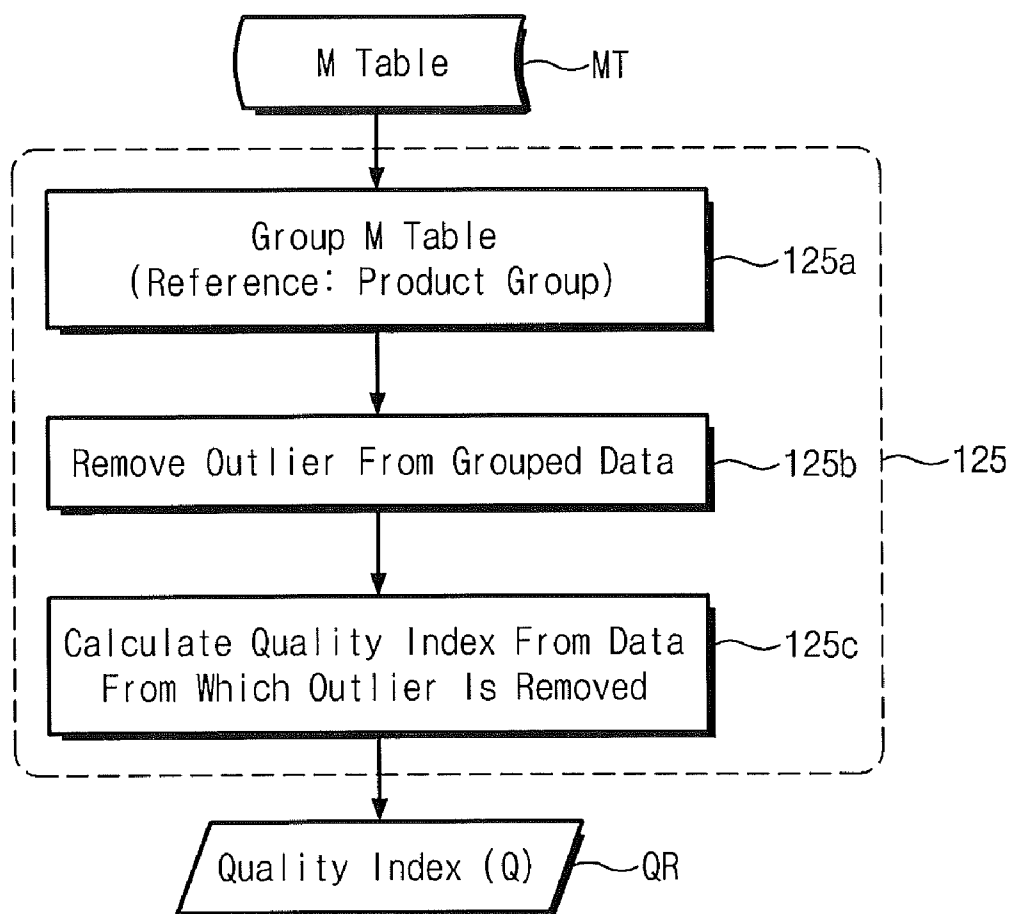 M Table
MT
Group M Table
(Reference: Product Group)
125a
Remove Outlier From Grouped Data
125b
125
Calculate Quality Index From Data
From Which Outlier Is Removed
125c
Quality Index (Q)
QR